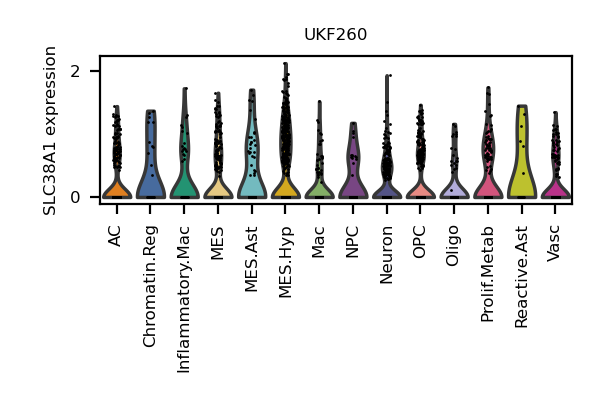 UKF260
SLC38A1 expression
2
0
AC
Chromatin.Reg
Inflammatory.Mac
MES
MES.Ast
MES.Hyp
Mac
NPC
Neuron
OPC
Oligo
Prolif.Metab
Reactive.Ast
Vasc